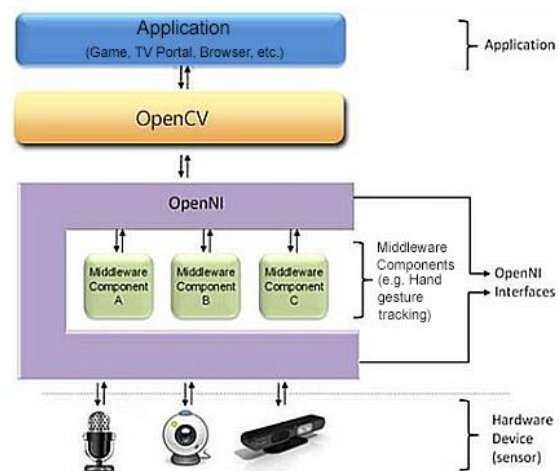 Application
(Game, TV Portal, Browser, etc.)
Application
OpenCV
OpenNI
Middleware
Component
A
Middleware
Component
B
Middleware
Component
C
Middleware
Components
(e.g. Hand
gesture
tracking)
OpenNI
Interfaces
Hardware
Device
(sensor)